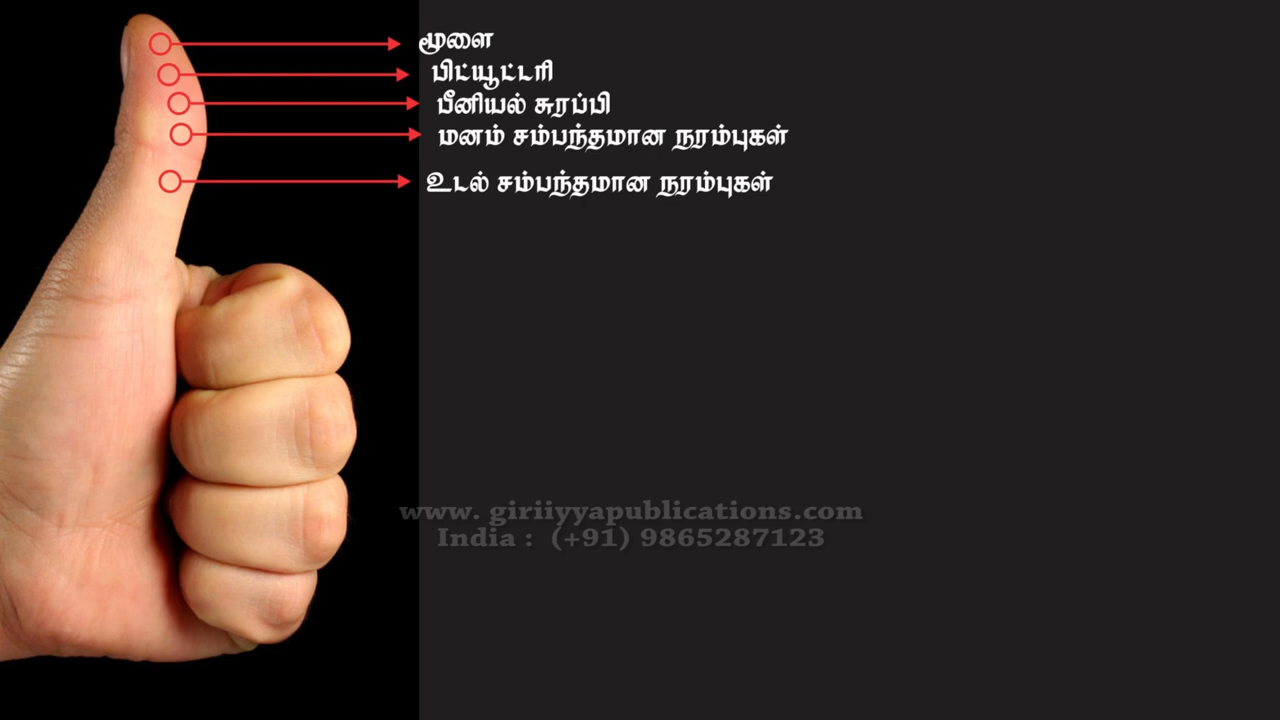 மூளை
பிட்யூட்டரி
பீனியல் சுரப்பி
மனம் சம்பந்தமான நரம்புகள்
உடல் சம்பந்தமான நரம்புகள்
www. giriiyyapublications.com
India : (+91) 9865287123